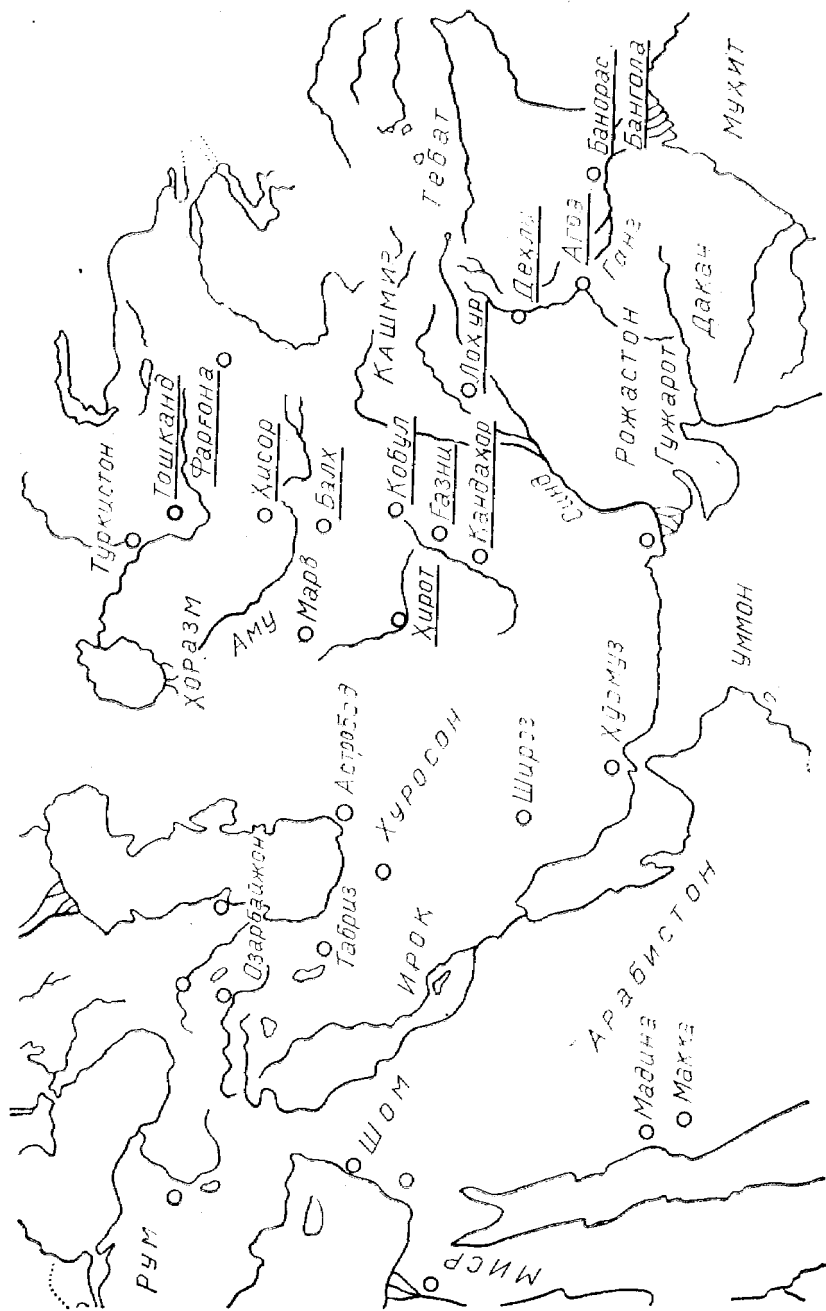 РУМ
МИСР
ШОМ
Мадина
Макка
АРАБИСТОН
ИРОК
Озарбайжон
Табриз
ХУРОСОН
Астробод
Шероз
Хўрмуз
УММОН
ХОРАЗМ
АМУ
Марв
Туркистон
Тошканд
Фарғона
Ҳисор
Балх
Кобул
Ғазни
Қандаҳор
Ҳирот
Синд
КАШМИР
Лоҳур
Деҳли
Агра
Ганг
Тебат
Банорас
Бангола
РОЖАСТОН
Гужарот
Дакан
Муҳит